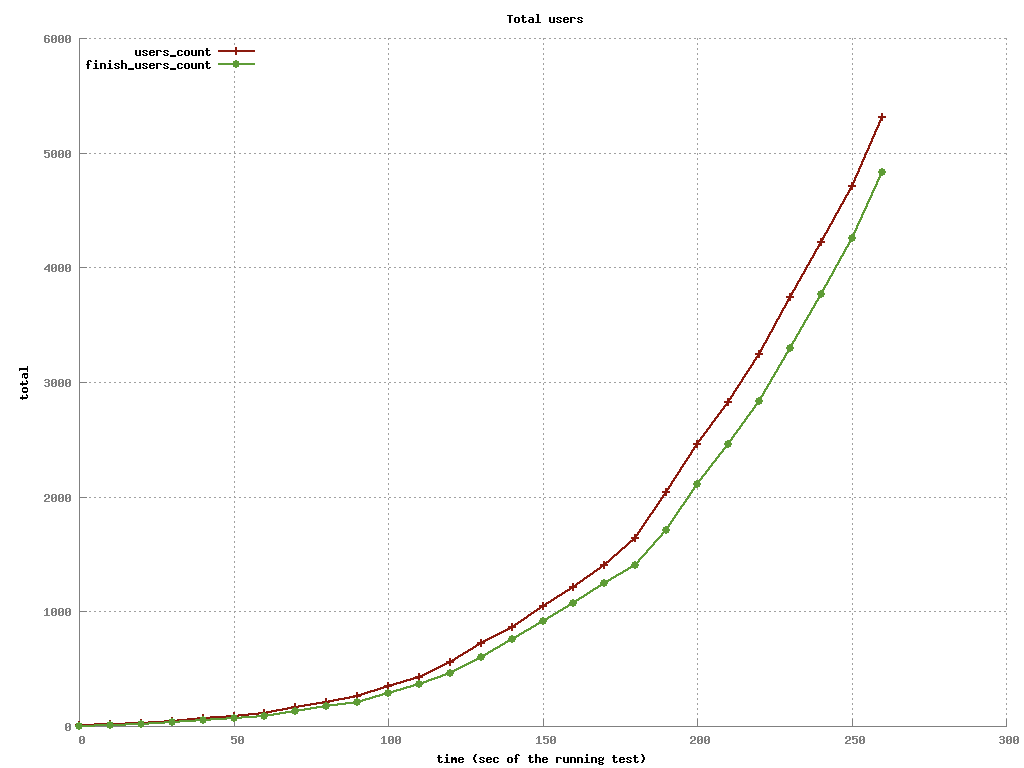 Total users
users_count
finish_users_count
6000
5000
4000
3000
2000
1000
0
total
0 50 100 150 200 250 300
time (sec of the running test)